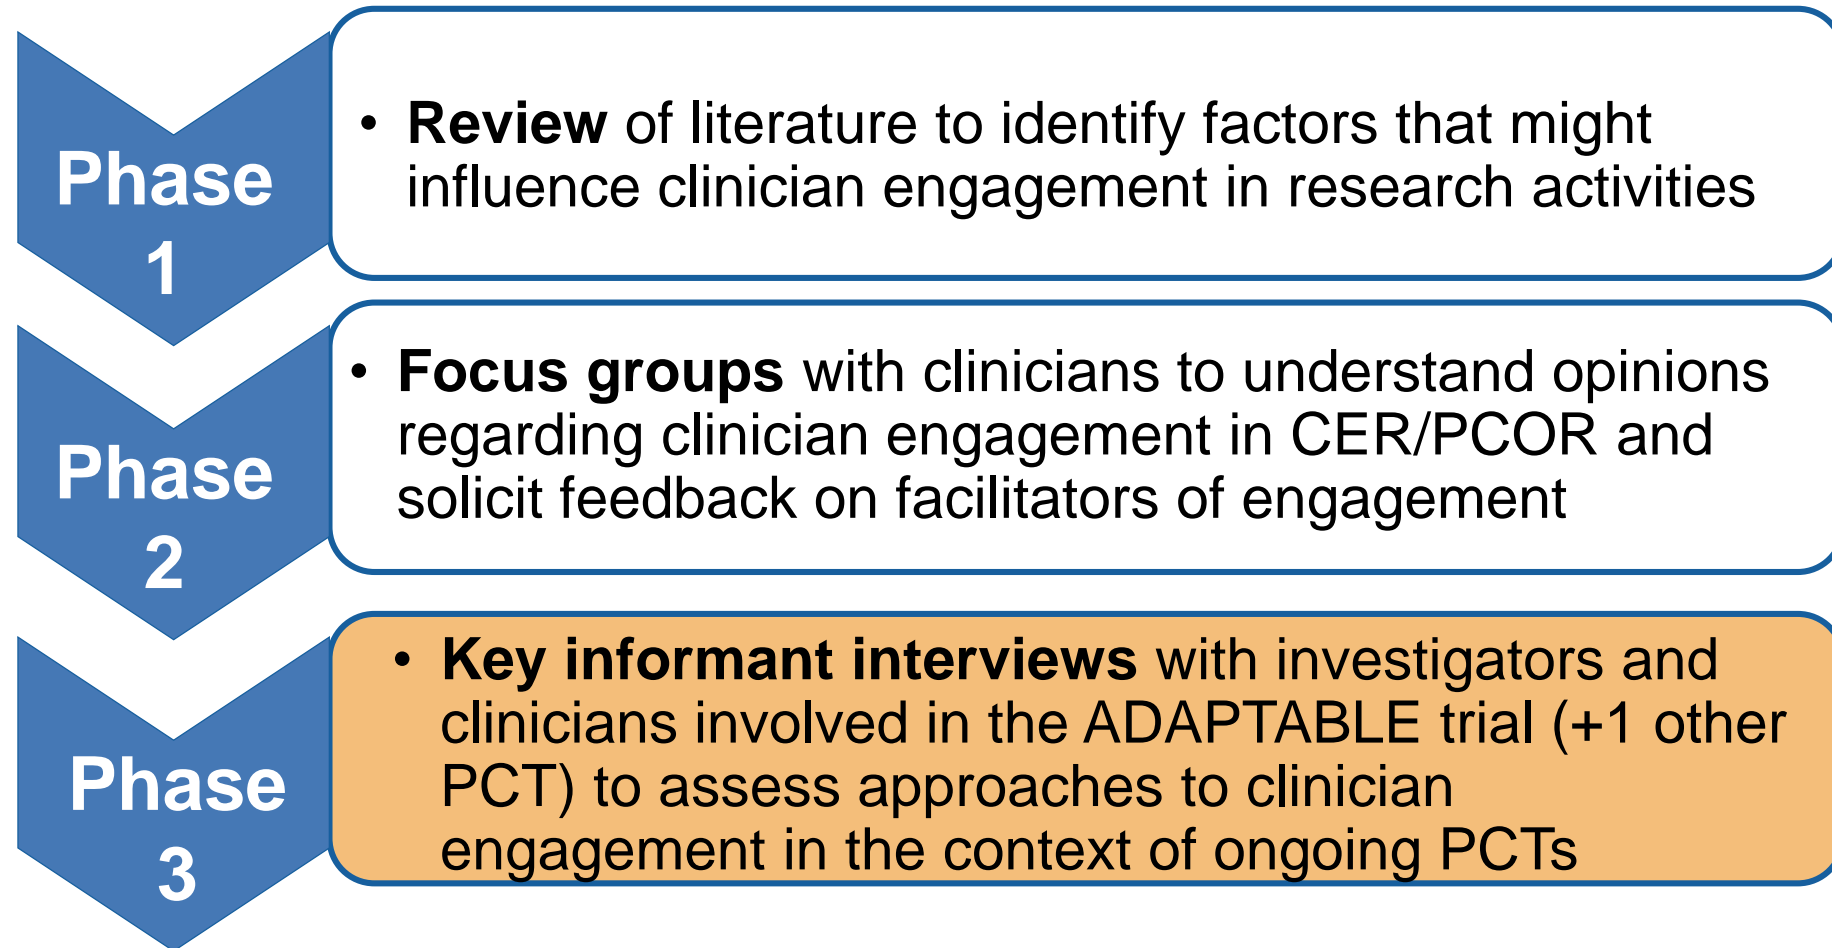 Phase
1
• Review of literature to identify factors that might
influence clinician engagement in research activities
Phase
2
• Focus groups with clinicians to understand opinions
regarding clinician engagement in CER/PCOR and
solicit feedback on facilitators of engagement
Phase
3
• Key informant interviews with investigators and
clinicians involved in the ADAPTABLE trial (+1 other
PCT) to assess approaches to clinician
engagement in the context of ongoing PCTs